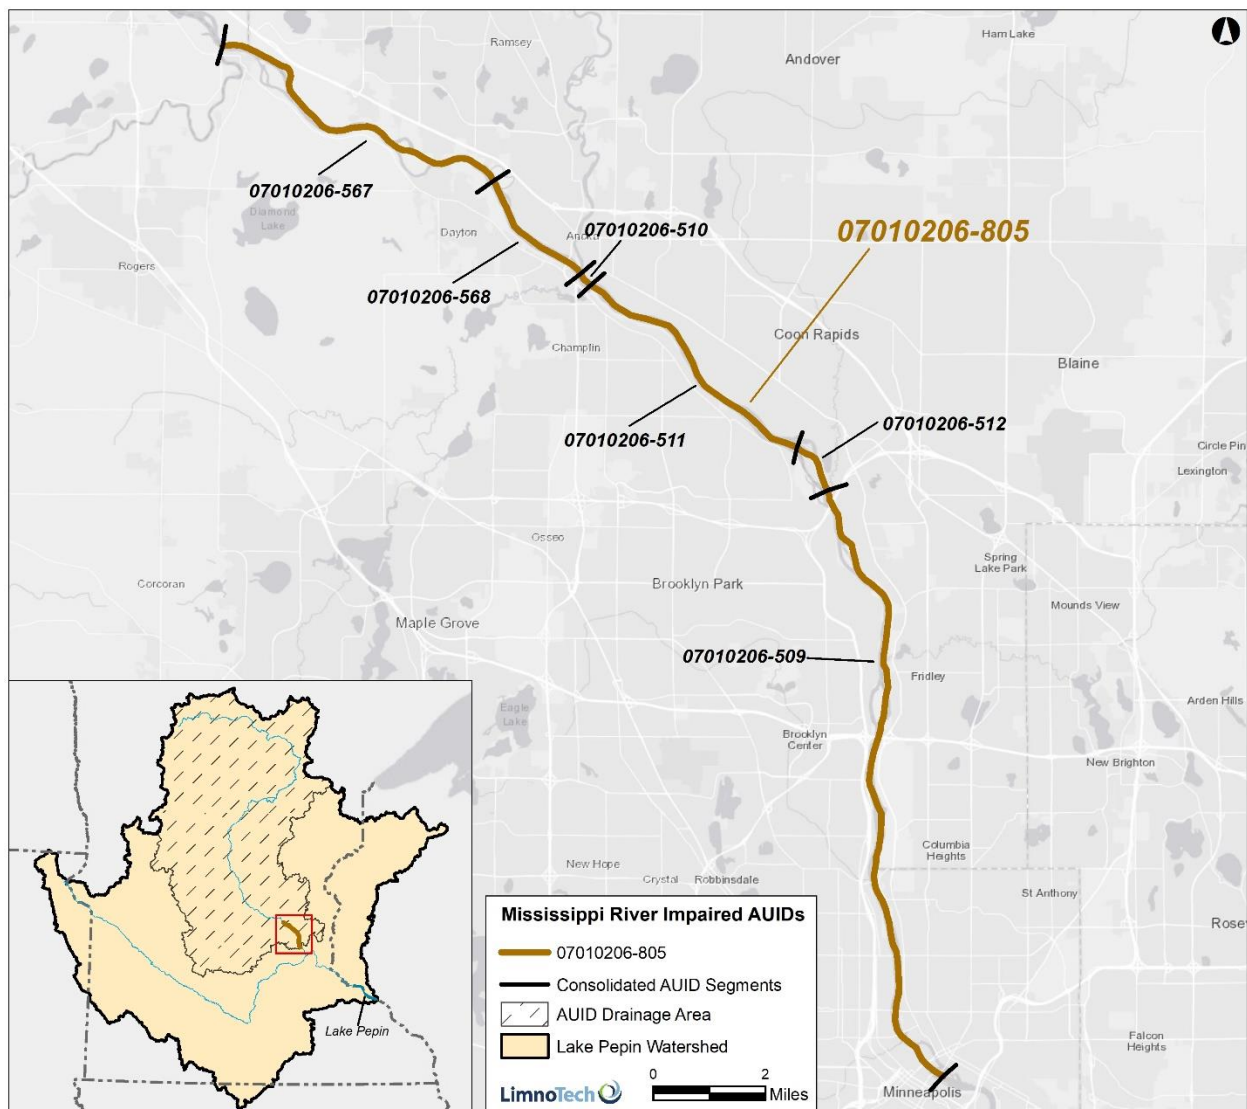 Ramsey
Ham Lake
Andover
07010206-567
Diamond
Lake
Dayton
07010206-510
07010206-805
Rogers
07010206-568
Coon Rapids
Champlin
Blaine
07010206-511
07010206-512
Circle Pin
Lexington
Osseo
Spring
Lake Park
Corcoran
Brooklyn Park
Mounds View
Maple Grove
07010206-509
Fridley
Arden Hills
Eagle
Lake
Brooklyn
Center
New Brighton
Columbia
Heights
New Hope
Crystal
Robbinsdale
St Anthony
Rosev
Falcon
Heights
Minneapolis
Lake Pepin
Mississippi River Impaired AUIDs
07010206-805
Consolidated AUID Segments
AUID Drainage Area
Lake Pepin Watershed
LimnoTech
0 2
Miles